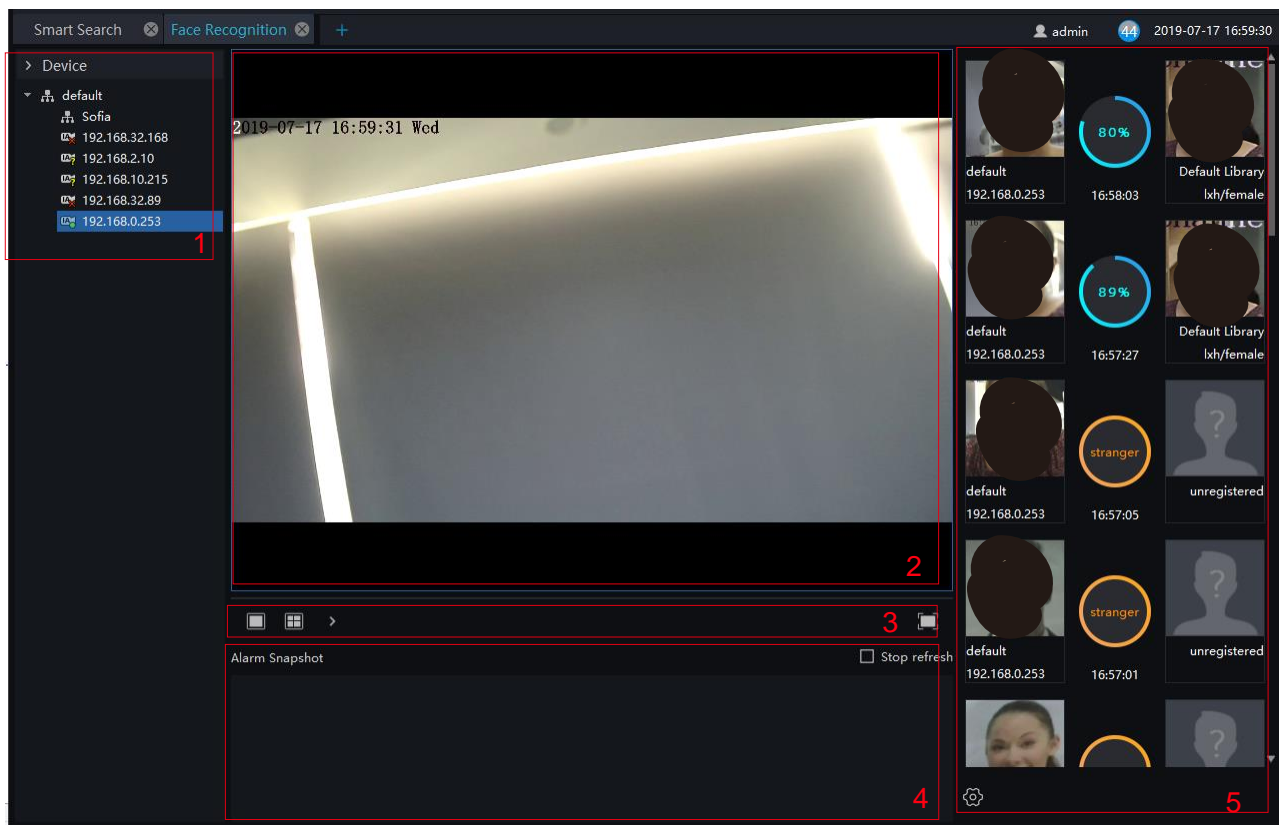 Smart Search
Face Recognition
+
admin
44
2019-07-17 16:59:30
> Device
default
Sofia
192.168.32.168
192.168.2.10
192.168.10.215
192.168.32.89
192.168.0.253
1
2019-07-17 16:59:31 Wed
2
3
Alarm Snapshot
Stop refresh
4
80%
default
192.168.0.253
16:58:03
Default Library
lxh/female
89%
default
192.168.0.253
16:57:27
Default Library
lxh/female
stranger
default
192.168.0.253
16:57:05
?
unregistered
stranger
default
192.168.0.253
16:57:01
?
unregistered
?
5